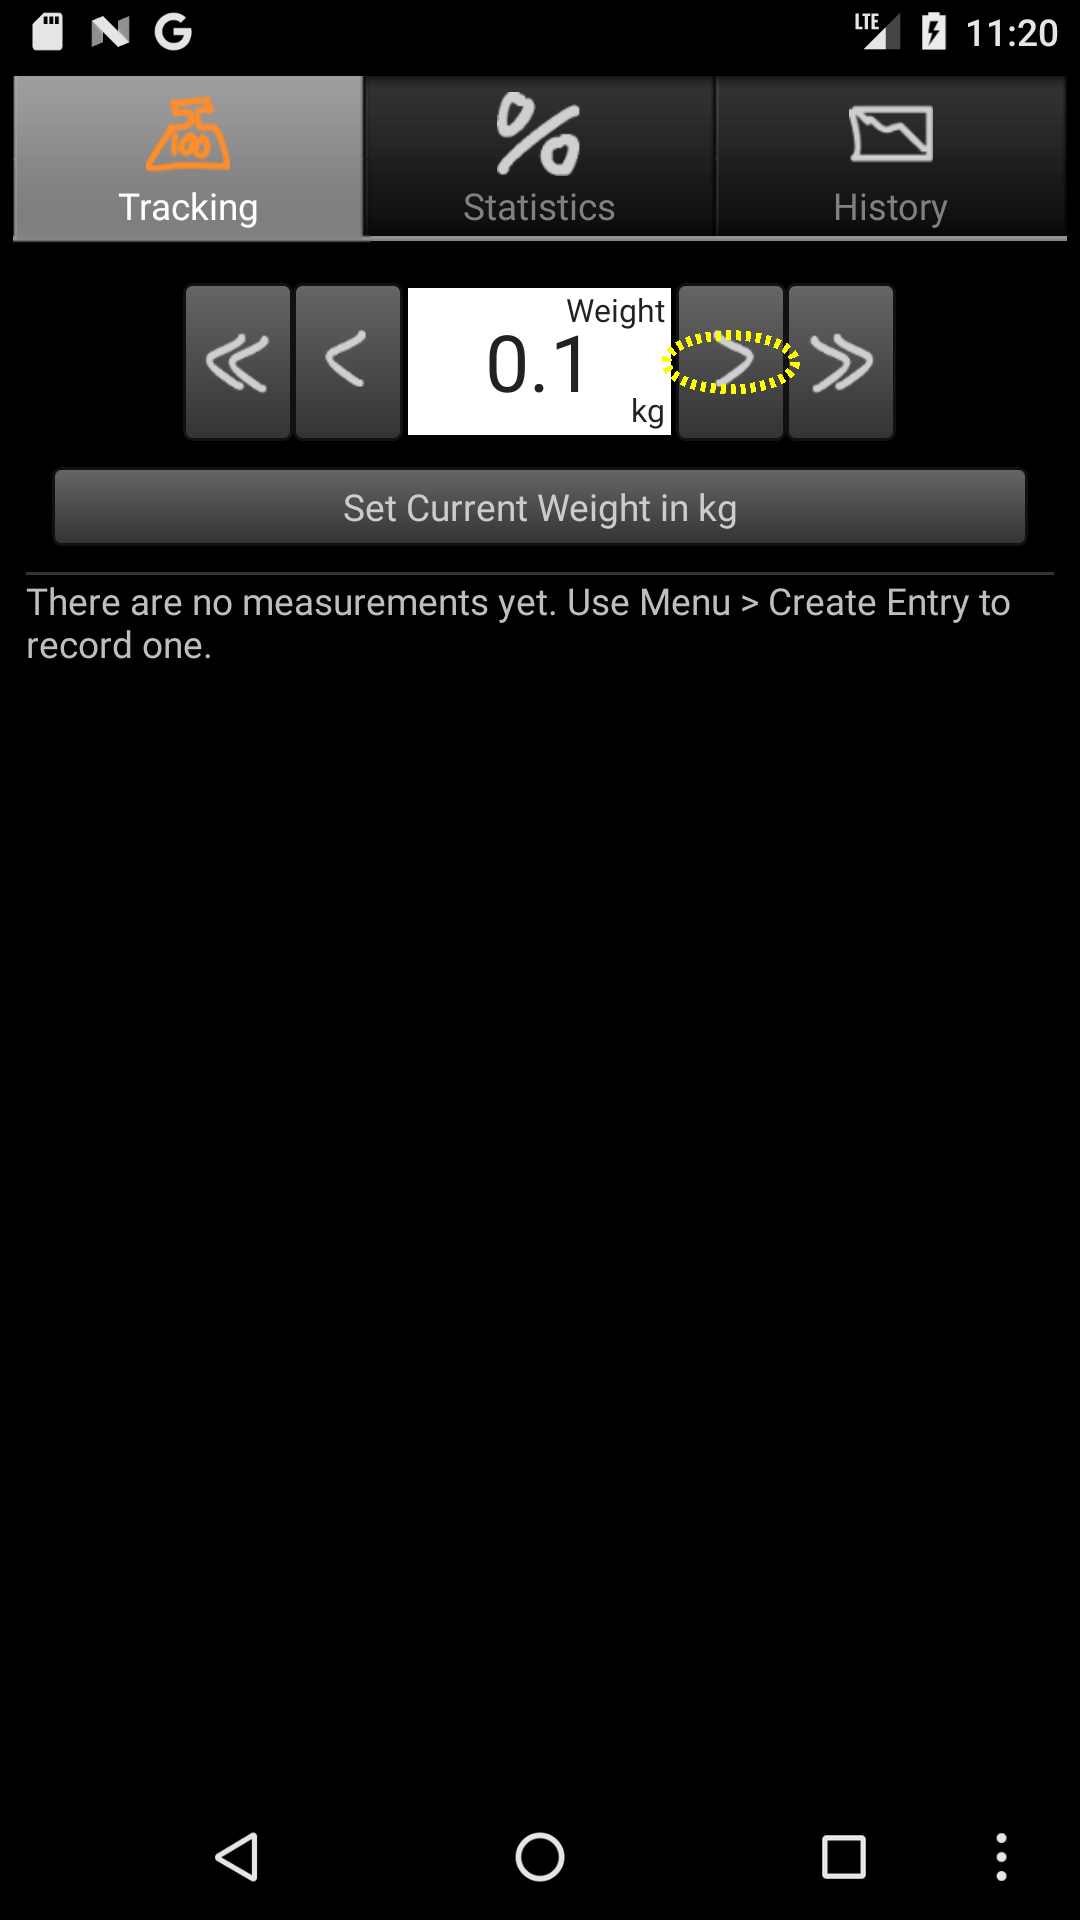 LTE 11:20
100
Tracking
Statistics
History
Weight
0.1
kg
Set Current Weight in kg
There are no measurements yet. Use Menu > Create Entry to
record one.